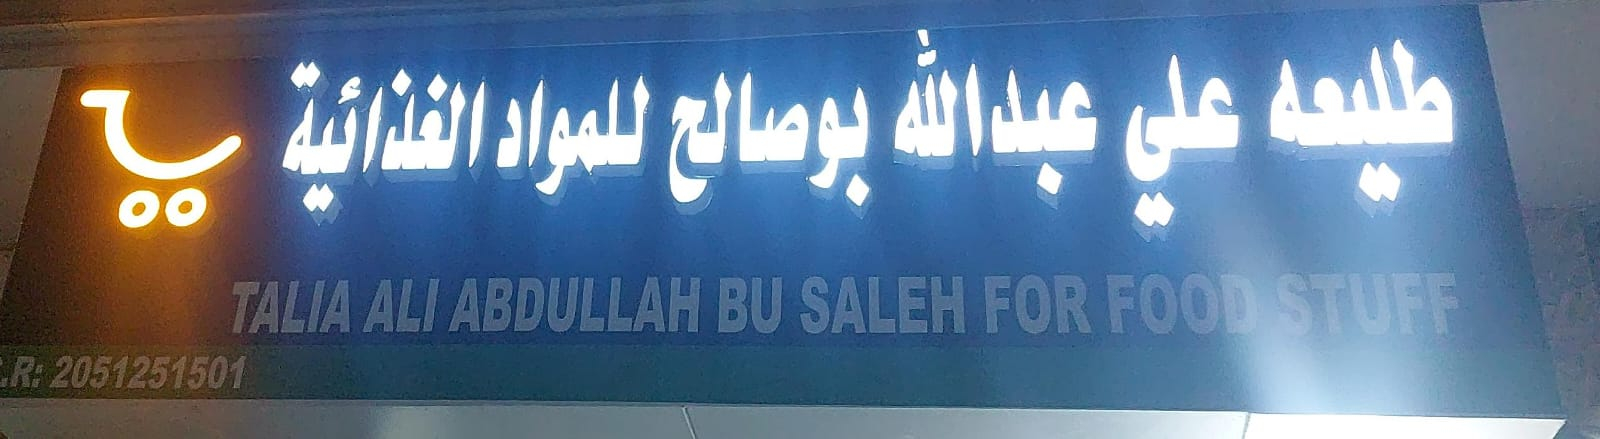 طليعه علي عبدالله بوصالح للمواد الغذائية
TALIA ALI ABDULLAH BU SALEH FOR FOOD STUFF
.R: 2051251501